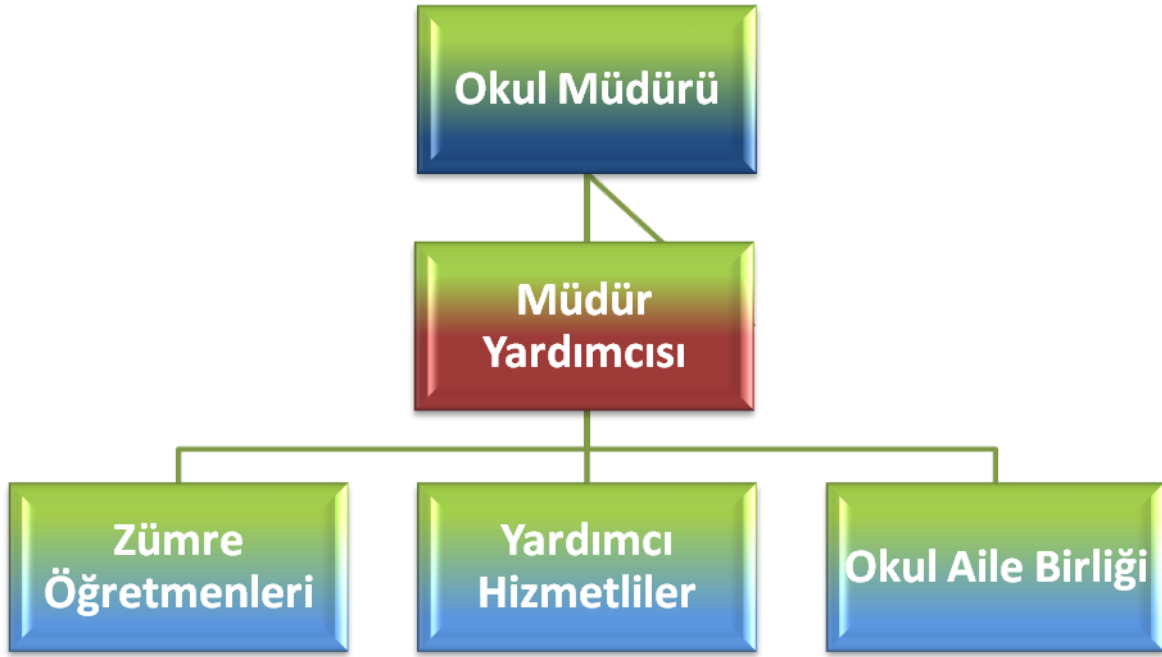 Okul Müdürü
Müdür
Yardımcısı
Zümre
Öğretmenleri
Yardımcı
Hizmetliler
Okul Aile Birliği